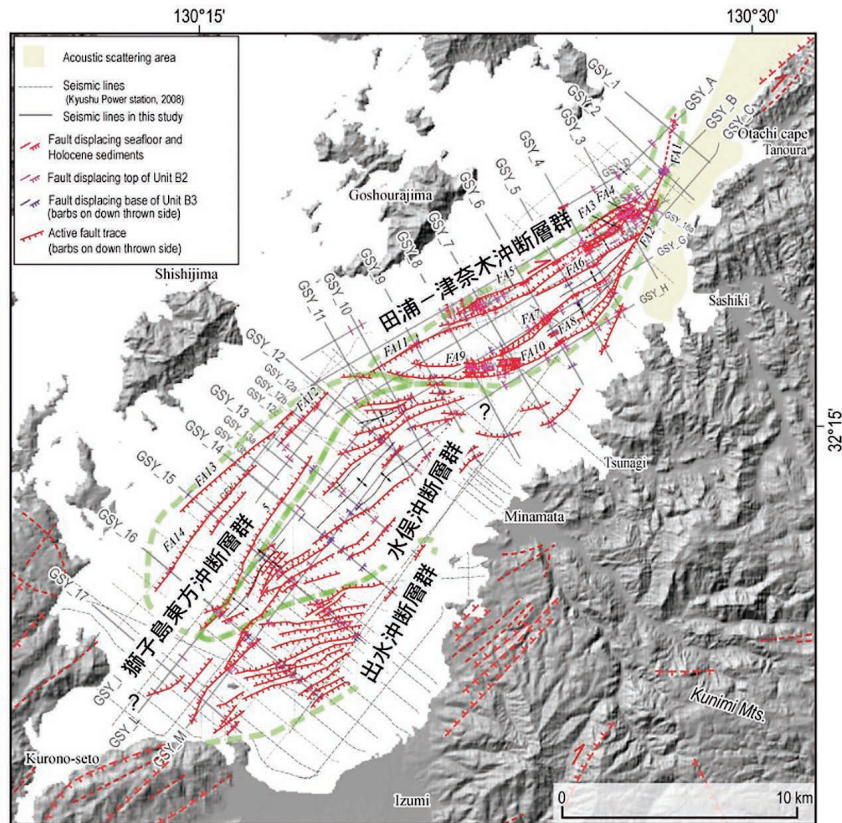 130°15'
130°30'
Acoustic scattering area
Seismic lines
(Kyushu Power station, 2008)
Seismic lines in this study
Fault displacing seafloor and
Holocene sediments
Fault displacing top of Unit B2
Fault displacing base of Unit B3
(barbs on down thrown side)
Active fault trace
(barbs on down thrown side)
GSY_1
GSY_2
GSY_3
GSY_4
GSY_5
GSY_6
GSY_7
GSY_8
GSY_9
GSY_10
GSY_11
GSY_12
GSY_12a
GSY_12b
GSY_13
GSY_14
GSY_15
GSY_16
GSY_17
GSY_A
GSY_B
GSY_C
GSY_G
GSY_H
GSY_I
GSY_L
GSY_M
Otachi cape
Tanoura
Goshourajima
Shishijima
Sashiki
Tsunagi
Minamata
Kunimi Mts.
Kurono-seto
Izumi
32°15'
FA1
FA2
FA3
FA4
FA5
FA6
FA7
FA8
FA9
FA10
FA11
FA12
FA13
FA14
田浦－津奈木沖断層群
水俣沖断層群
獅子島東方沖断層群
出水沖断層群
?
?
0
10 km